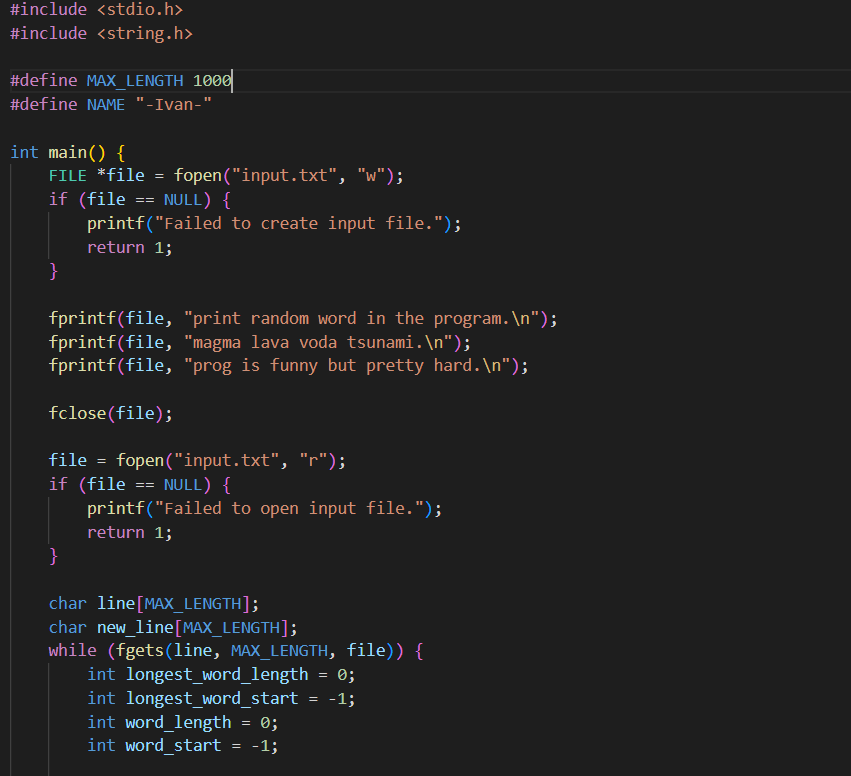 #include <stdio.h>
#include <string.h>
#define MAX_LENGTH 1000
#define NAME "-Ivan-"
int main() {
    FILE *file = fopen("input.txt", "w");
    if (file == NULL) {
        printf("Failed to create input file.");
        return 1;
    }
    fprintf(file, "print random word in the program.\n");
    fprintf(file, "magma lava voda tsunami.\n");
    fprintf(file, "prog is funny but pretty hard.\n");
    fclose(file);
    file = fopen("input.txt", "r");
    if (file == NULL) {
        printf("Failed to open input file.");
        return 1;
    }
    char line[MAX_LENGTH];
    char new_line[MAX_LENGTH];
    while (fgets(line, MAX_LENGTH, file)) {
        int longest_word_length = 0;
        int longest_word_start = -1;
        int word_length = 0;
        int word_start = -1;